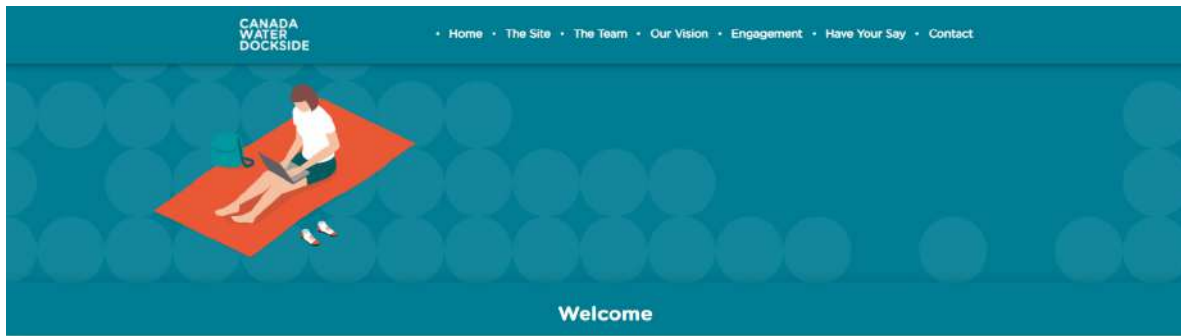 CANADA
WATER
DOCKSIDE
• Home • The Site • The Team • Our Vision • Engagement • Have Your Say • Contact
Welcome